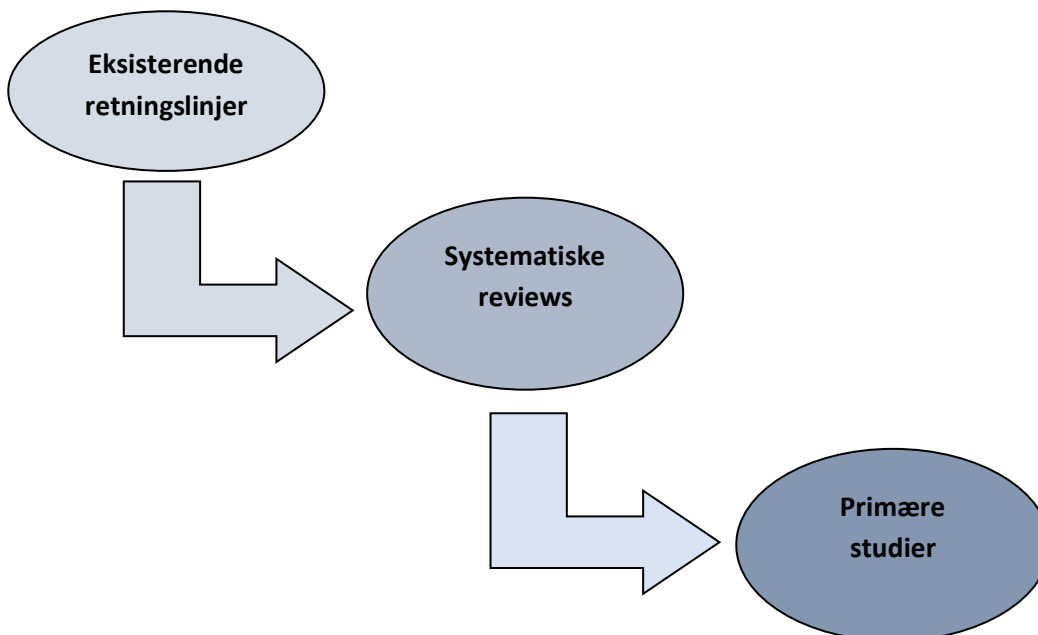 Eksisterende
retningslinjer
Systematiske
reviews
Primære
studier